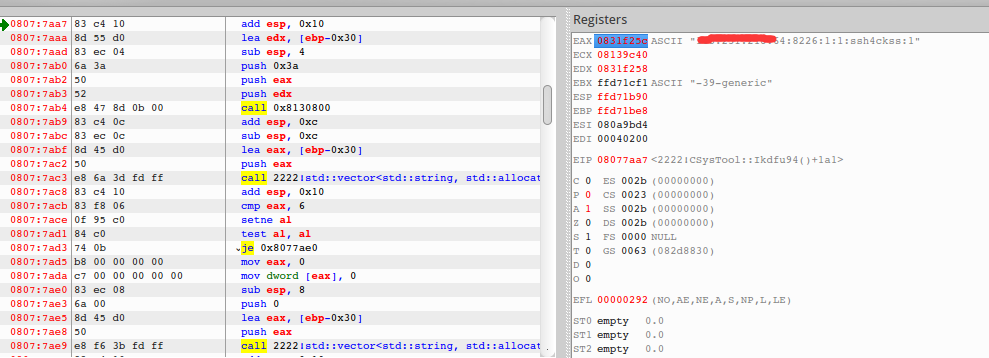 0807:7aa7 83 c4 10 add esp, 0x10
0807:7aaa 8d 55 d0 lea edx, [ebp-0x30]
0807:7aad 83 ec 04 sub esp, 4
0807:7ab0 6a 3a push 0x3a
0807:7ab2 50 push eax
0807:7ab3 52 push edx
0807:7ab4 e8 47 8d 0b 00 call 0x8130800
0807:7ab9 83 c4 0c add esp, 0xc
0807:7abc 83 ec 0c sub esp, 0xc
0807:7abf 8d 45 d0 lea eax, [ebp-0x30]
0807:7ac2 50 push eax
0807:7ac3 e8 6a 3d fd ff call 2222!std::vector<std::string, std::allocat
0807:7ac8 83 c4 10 add esp, 0x10
0807:7acb 83 f8 06 cmp eax, 6
0807:7ace 0f 95 c0 setne al
0807:7ad1 84 c0 test al, al
0807:7ad3 74 0b je 0x8077ae0
0807:7ad5 b8 00 00 00 00 mov eax, 0
0807:7ada c7 00 00 00 00 00 mov dword [eax], 0
0807:7ae0 83 ec 08 sub esp, 8
0807:7ae3 6a 00 push 0
0807:7ae5 8d 45 d0 lea eax, [ebp-0x30]
0807:7ae8 50 push eax
0807:7ae9 e8 f6 3b fd ff call 2222!std::vector<std::string, std::allocat
Registers
EAX 0831f25c ASCII "64:8226:1:1:ssh4ckss:1"
ECX 08139c40
EDX 0831f258
EBX ffd71cf1 ASCII "-39-generic"
ESP ffd71b90
EBP ffd71be8
ESI 080a9bd4
EDI 00040200
EIP 08077aa7 <2222!CSysTool::Ikdfu94()+1a1>
C 0 ES 002b (00000000)
P 0 CS 0023 (00000000)
A 1 SS 002b (00000000)
Z 0 DS 002b (00000000)
S 1 FS 0000 NULL
T 0 GS 0063 (082d8830)
D 0
O 0
EFL 00000292 (NO,AE,NE,A,S,NP,L,LE)
ST0 empty 0.0
ST1 empty 0.0
ST2 empty 0.0